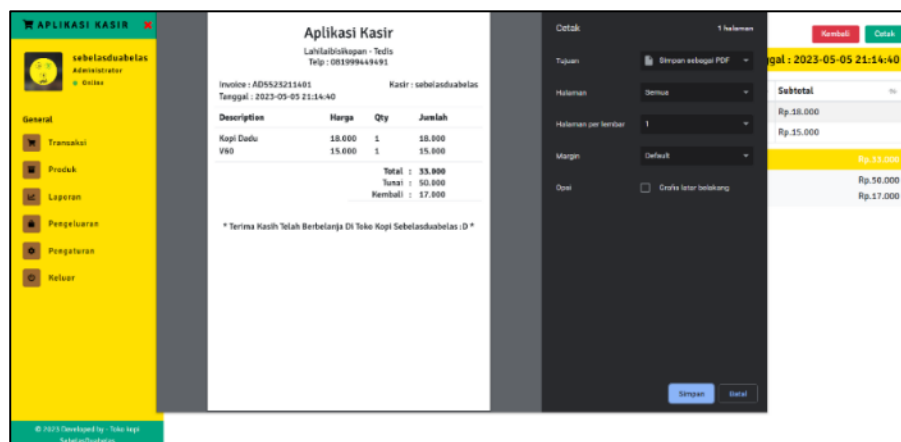 APLIKASI KASIR
sebelasduabelas
Administrator
Online
General
Transaksi
Produk
Laporan
Pengeluaran
Pengaturan
Keluar
© 2023 Developed by - Toko Kopi
SebelasDuabelas
Aplikasi Kasir
Lahilaibisikopan - Tedis
Telp : 081999449491
Invoice : AD5523211401 Kasir : sebelasduabelas
Tanggal : 2023-05-05 21:14:40
Description Harga Qty Jumlah
Kopi Dadu 18.000 1 18.000
V60 15.000 1 15.000
Total : 33.000
Tunai : 50.000
Kembali : 17.000
* Terima Kasih Telah Berbelanja Di Toko Kopi Sebelasduabelas :D *
Cetak 1 halaman
Tujuan Simpan sebagai PDF
Halaman Semua
Halaman per lembar 1
Margin Default
Opsi Grafis latar belakang
Simpan Batal
Kembali Cetak
ggal : 2023-05-05 21:14:40
Subtotal
Rp.18.000
Rp.15.000
Rp.33.000
Rp.50.000
Rp.17.000